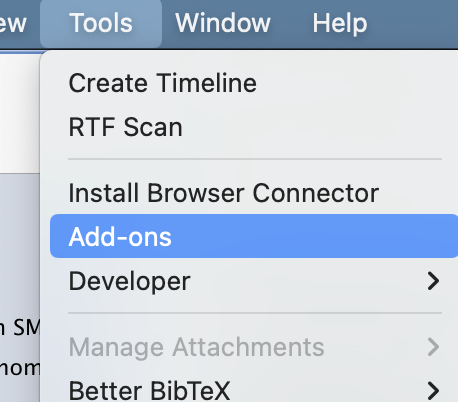 ew Tools Window Help
Create Timeline
RTF Scan
Install Browser Connector
Add-ons
Developer
n SM
Manage Attachments
nom
Better BibTeX